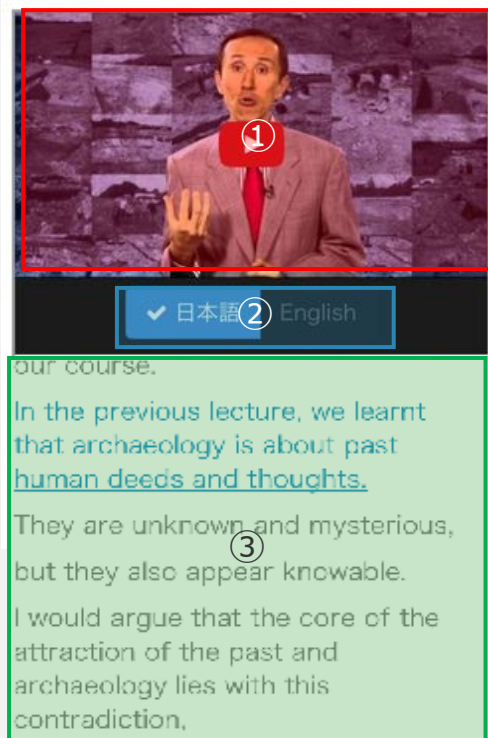 ①
✔ 日本語 ② English
our course.
In the previous lecture, we learnt
that archaeology is about past
human deeds and thoughts.
They are unknown and mysterious,
③
but they also appear knowable.
I would argue that the core of the
attraction of the past and
archaeology lies with this
contradiction,